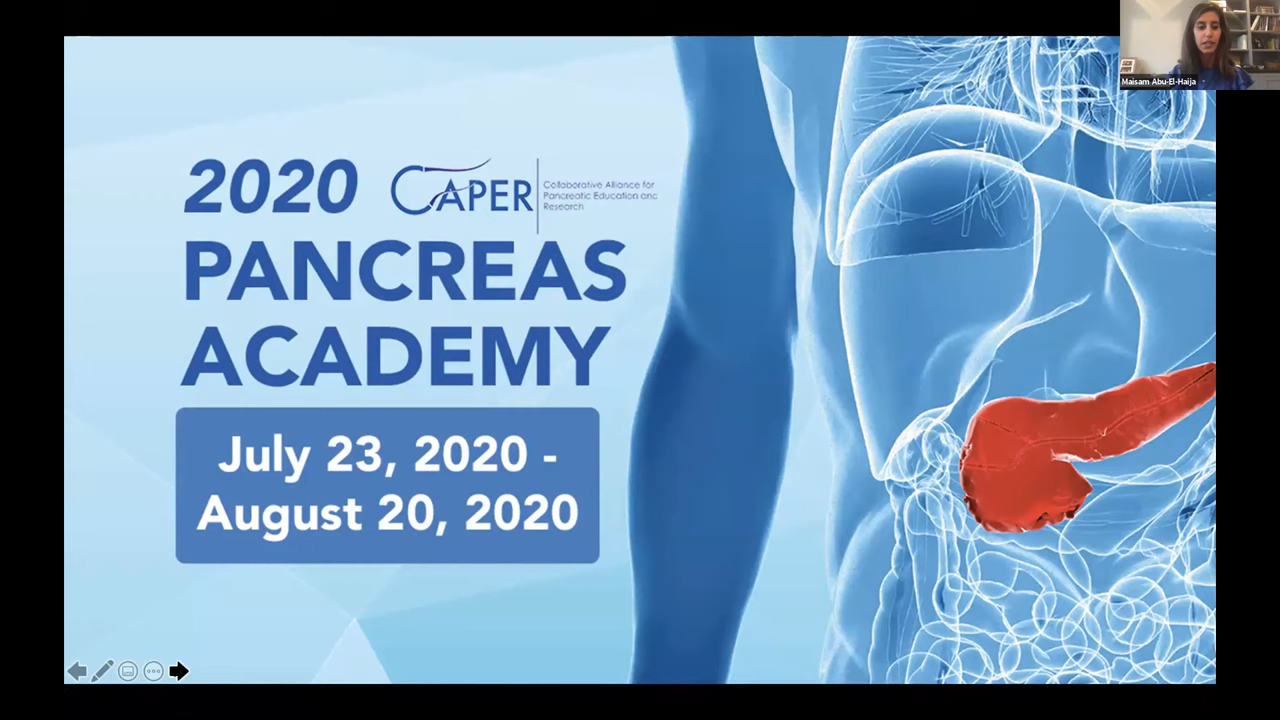 Maisam Abu-El-Haija
2020
CAPER
Collaborative Alliance for
Pancreatic Education and
Research
PANCREAS
ACADEMY
July 23, 2020 -
August 20, 2020